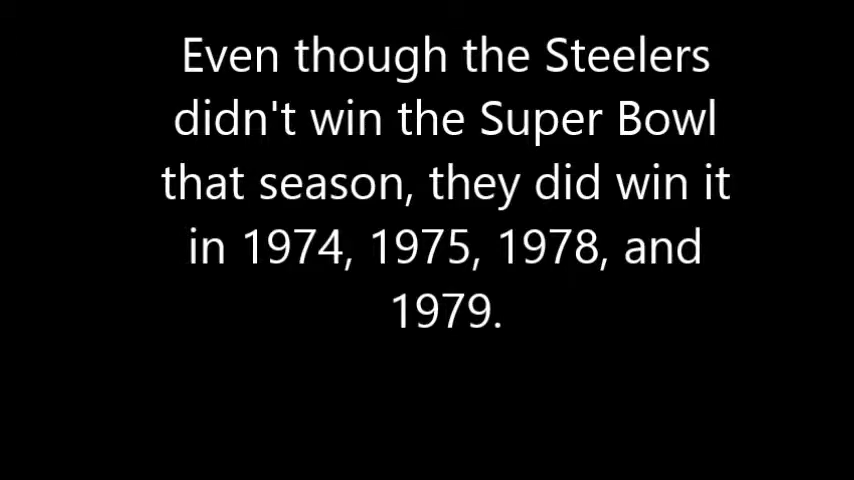 Even though the Steelers
didn't win the Super Bowl
that season, they did win it
in 1974, 1975, 1978, and
1979.